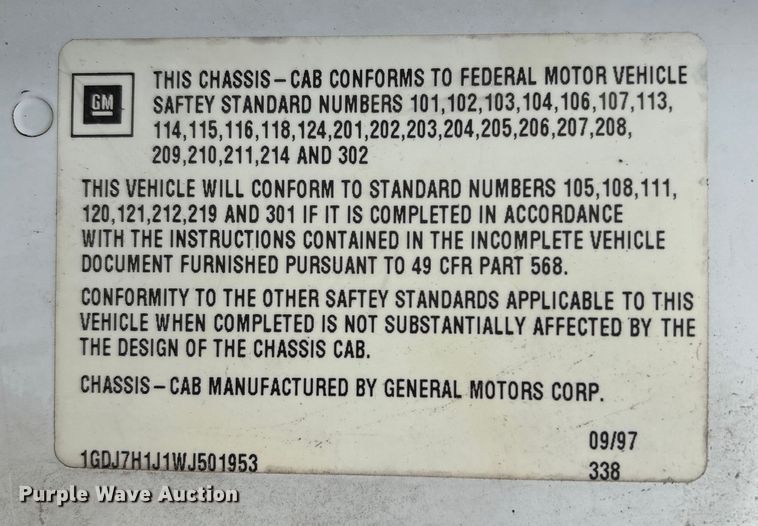 GM
THIS CHASSIS-CAB CONFORMS TO FEDERAL MOTOR VEHICLE
SAFTEY STANDARD NUMBERS 101,102,103,104,106,107,113,
114,115,116,118,124,201,202,203,204,205,206,207,208,
209,210,211,214 AND 302
THIS VEHICLE WILL CONFORM TO STANDARD NUMBERS 105,108,111,
120,121,212,219 AND 301 IF IT IS COMPLETED IN ACCORDANCE
WITH THE INSTRUCTIONS CONTAINED IN THE INCOMPLETE VEHICLE
DOCUMENT FURNISHED PURSUANT TO 49 CFR PART 568.
CONFORMITY TO THE OTHER SAFTEY STANDARDS APPLICABLE TO THIS
VEHICLE WHEN COMPLETED IS NOT SUBSTANTIALLY AFFECTED BY THE
THE DESIGN OF THE CHASSIS CAB.
CHASSIS-CAB MANUFACTURED BY GENERAL MOTORS CORP.
09/97
1GDJ7H1J1WJ501953
338
Purple Wave Auction